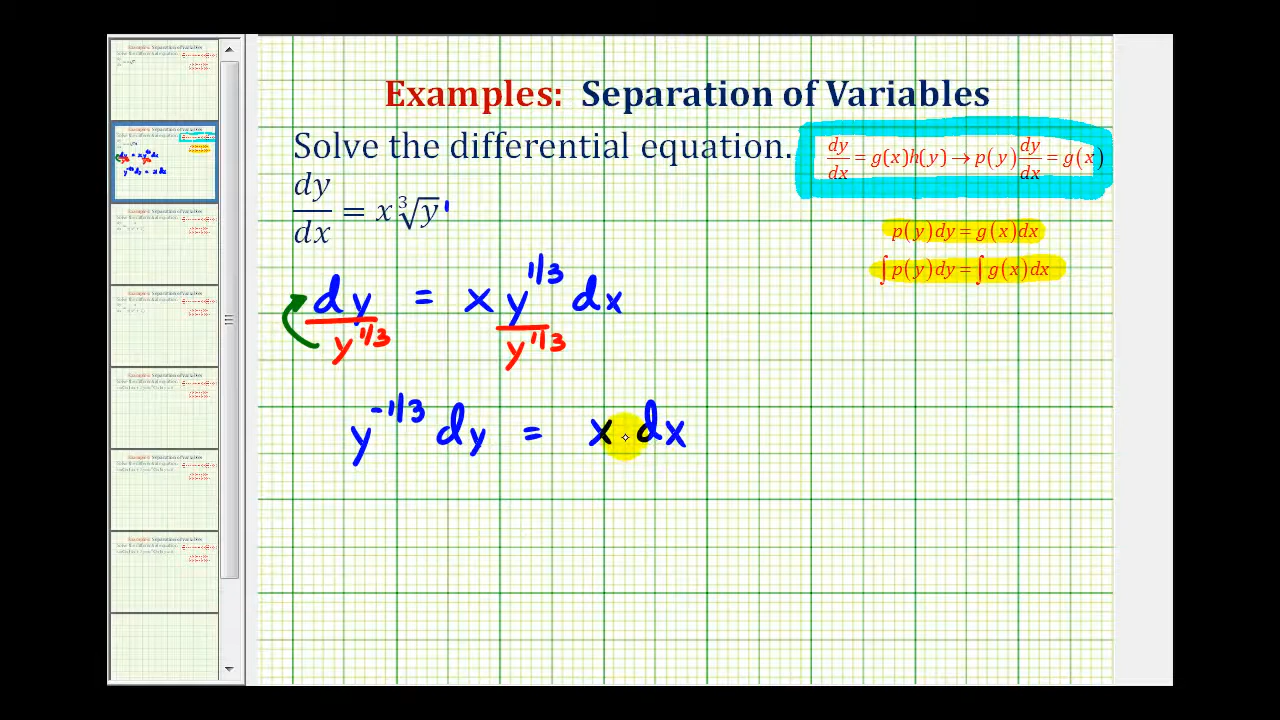 Examples: Separation of Variables
Solve the differential equation.
dy/dx = g(x)h(y) → p(y) dy/dx = g(x)
dy/dx = x∛y
p(y)dy = g(x)dx
∫p(y)dy = ∫g(x)dx
dy/y^1/3 = x y^1/3 dx/y^1/3
y^-1/3 dy = x dx